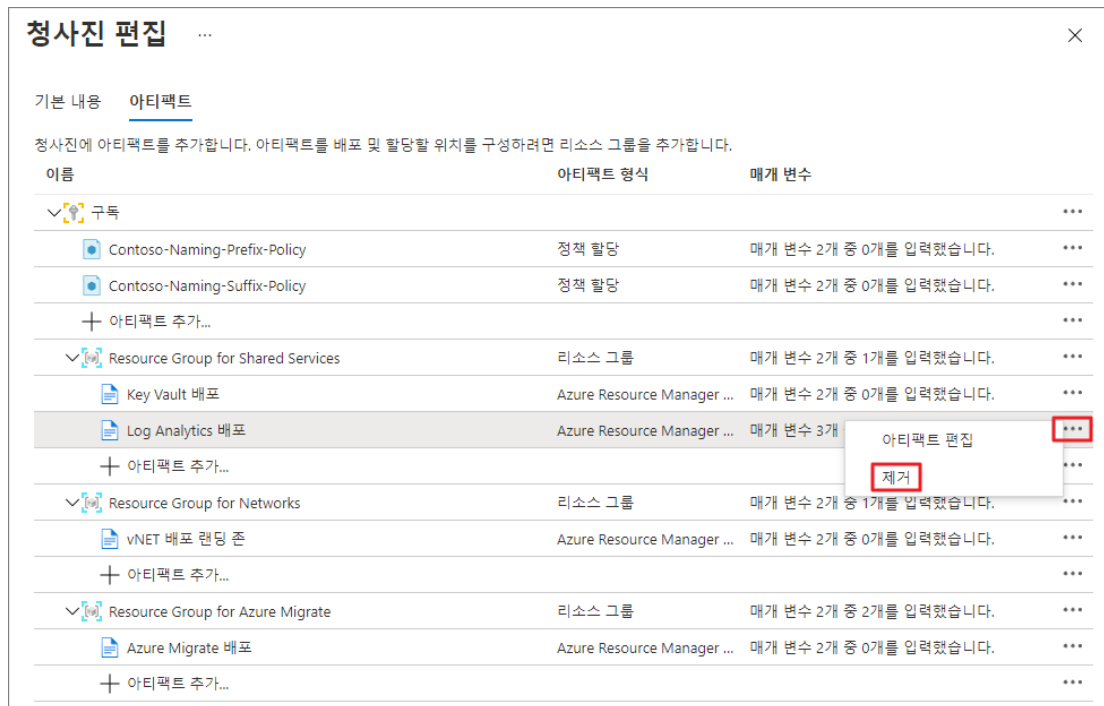 청사진 편집 ...
기본 내용 아티팩트
청사진에 아티팩트를 추가합니다. 아티팩트를 배포 및 할당할 위치를 구성하려면 리소스 그룹을 추가합니다.
이름 아티팩트 형식 매개 변수
구독
Contoso-Naming-Prefix-Policy 정책 할당 매개 변수 2개 중 0개를 입력했습니다.
Contoso-Naming-Suffix-Policy 정책 할당 매개 변수 2개 중 0개를 입력했습니다.
아티팩트 추가...
Resource Group for Shared Services 리소스 그룹 매개 변수 2개 중 1개를 입력했습니다.
Key Vault 배포 Azure Resource Manager ... 매개 변수 2개 중 0개를 입력했습니다.
Log Analytics 배포 Azure Resource Manager ... 매개 변수 3개
아티팩트 편집
아티팩트 추가...
제거
Resource Group for Networks 리소스 그룹 매개 변수 2개 중 1개를 입력했습니다.
vNET 배포 랜딩 존 Azure Resource Manager ... 매개 변수 2개 중 0개를 입력했습니다.
아티팩트 추가...
Resource Group for Azure Migrate 리소스 그룹 매개 변수 2개 중 2개를 입력했습니다.
Azure Migrate 배포 Azure Resource Manager ... 매개 변수 2개 중 0개를 입력했습니다.
아티팩트 추가...